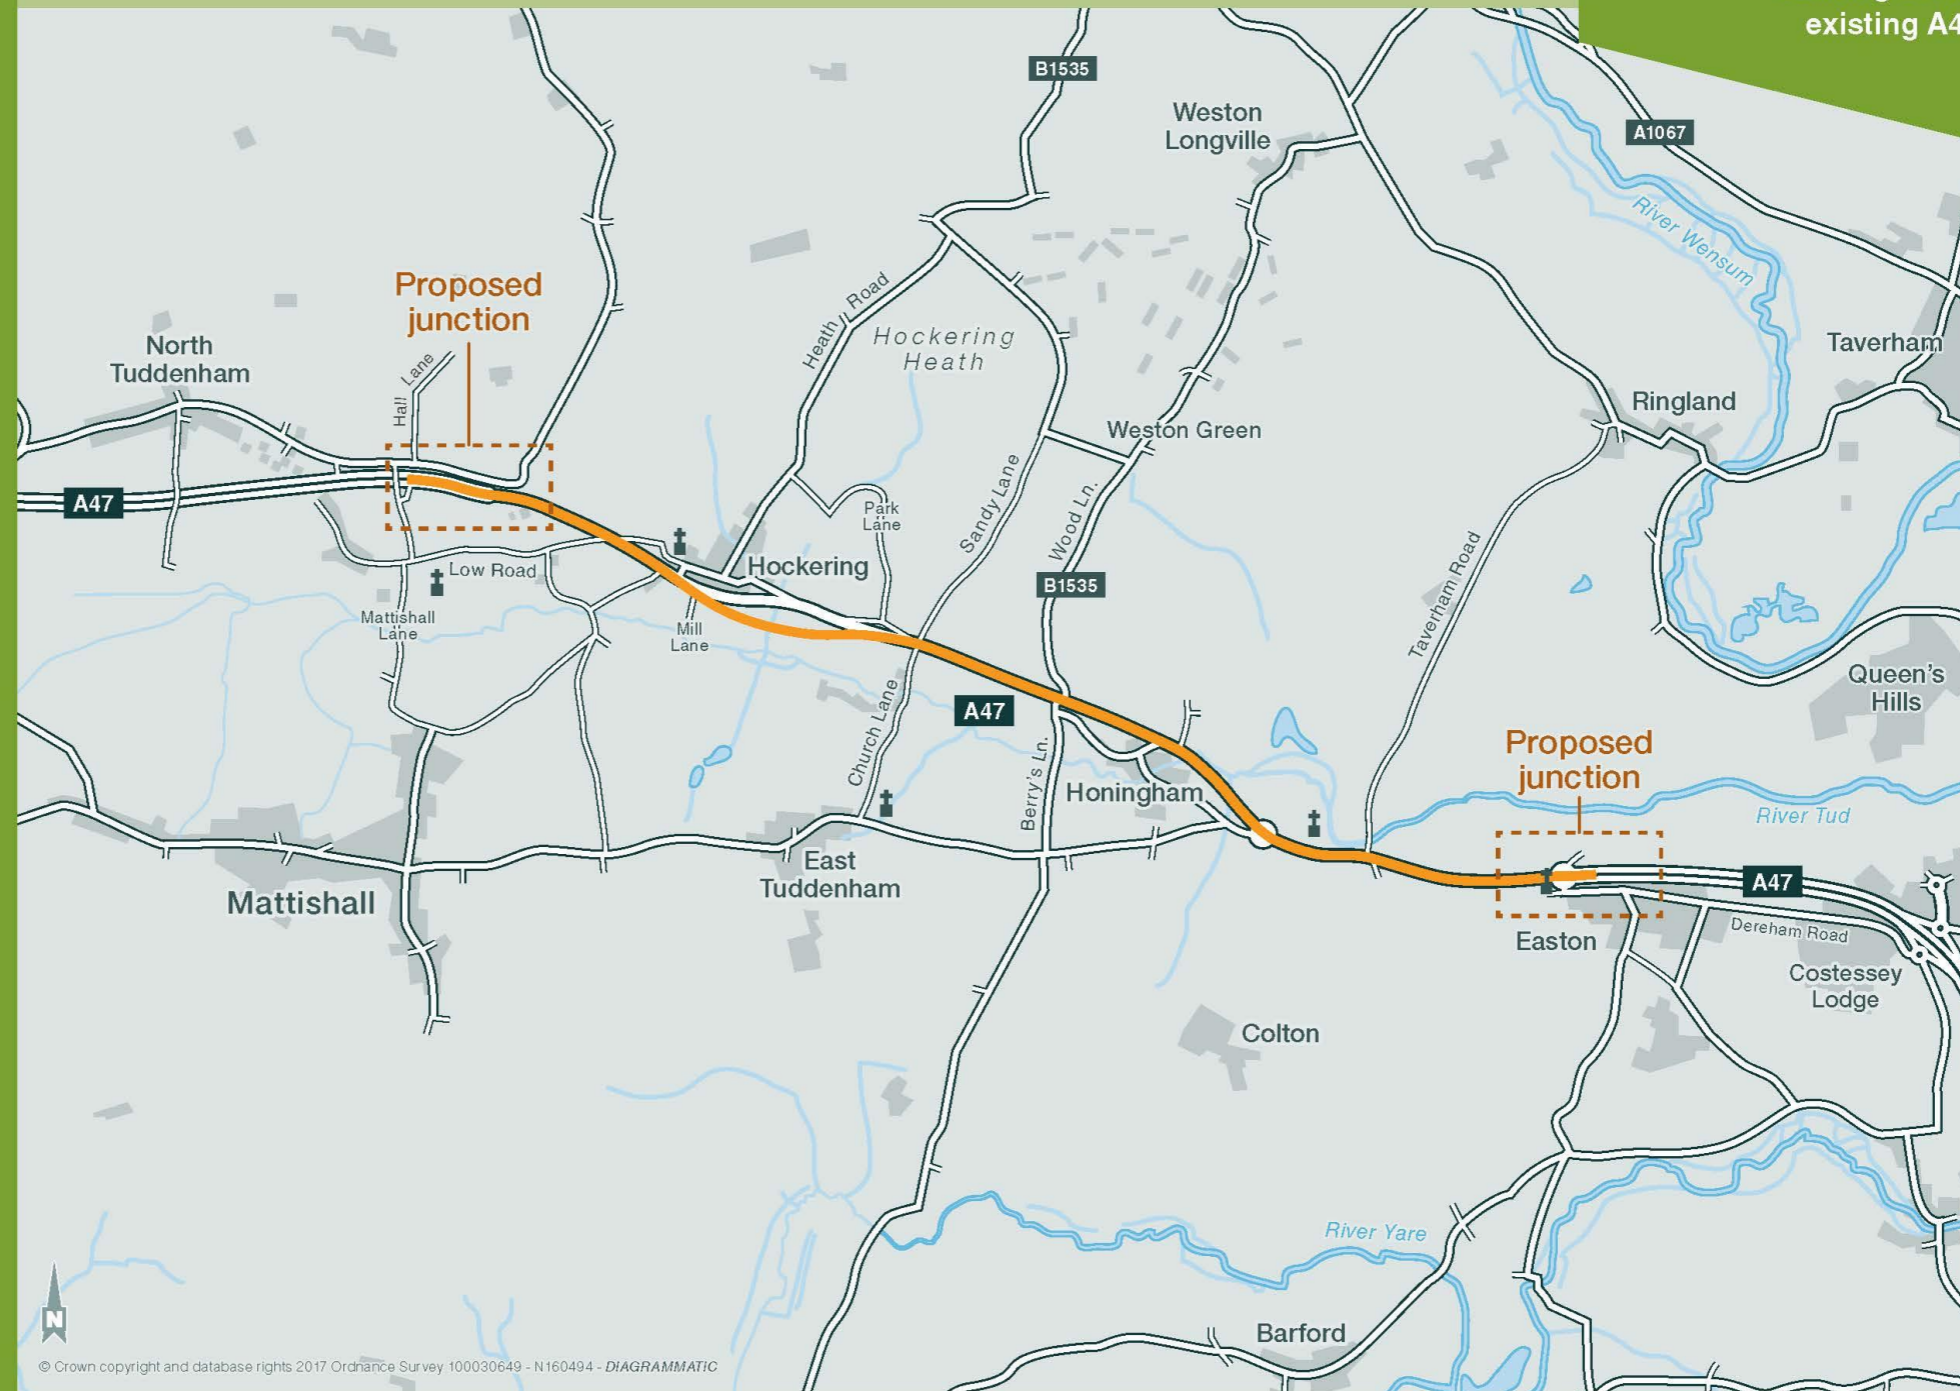 existing A4
B1535
Weston
Longville
A1067
River Wensum
Proposed
junction
North
Tuddenham
Hall Lane
Heath Road
Hockering
Heath
Taverham
Ringland
Weston Green
A47
Park
Lane
Sandy Lane
Wood Ln.
Low Road
Hockering
B1535
Taverham Road
Mattishall
Lane
Mill
Lane
Church Lane
A47
Queen's
Hills
Proposed
junction
Berry's Ln.
Honingham
River Tud
East
Tuddenham
Mattishall
A47
Easton
Dereham Road
Costessey
Lodge
Colton
River Yare
Barford
N
© Crown copyright and database rights 2017 Ordnance Survey 100030649 - N160494 - DIAGRAMMATIC